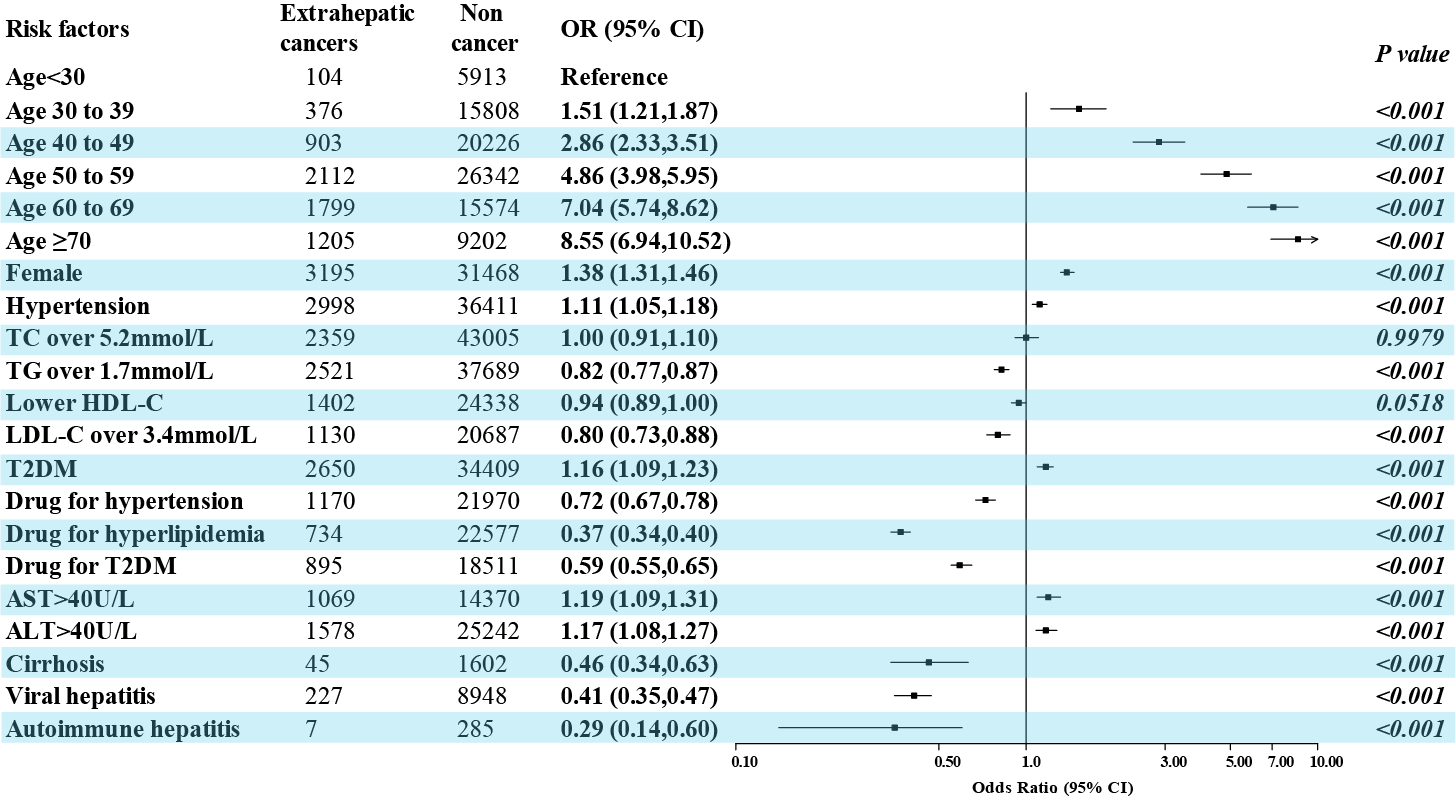 Risk factors Extrahepatic cancers Non cancer OR (95% CI) P value
Age<30 104 5913 Reference
Age 30 to 39 376 15808 1.51 (1.21,1.87) <0.001
Age 40 to 49 903 20226 2.86 (2.33,3.51) <0.001
Age 50 to 59 2112 26342 4.86 (3.98,5.95) <0.001
Age 60 to 69 1799 15574 7.04 (5.74,8.62) <0.001
Age ≥70 1205 9202 8.55 (6.94,10.52) <0.001
Female 3195 31468 1.38 (1.31,1.46) <0.001
Hypertension 2998 36411 1.11 (1.05,1.18) <0.001
TC over 5.2mmol/L 2359 43005 1.00 (0.91,1.10) 0.9979
TG over 1.7mmol/L 2521 37689 0.82 (0.77,0.87) <0.001
Lower HDL-C 1402 24338 0.94 (0.89,1.00) 0.0518
LDL-C over 3.4mmol/L 1130 20687 0.80 (0.73,0.88) <0.001
T2DM 2650 34409 1.16 (1.09,1.23) <0.001
Drug for hypertension 1170 21970 0.72 (0.67,0.78) <0.001
Drug for hyperlipidemia 734 22577 0.37 (0.34,0.40) <0.001
Drug for T2DM 895 18511 0.59 (0.55,0.65) <0.001
AST>40U/L 1069 14370 1.19 (1.09,1.31) <0.001
ALT>40U/L 1578 25242 1.17 (1.08,1.27) <0.001
Cirrhosis 45 1602 0.46 (0.34,0.63) <0.001
Viral hepatitis 227 8948 0.41 (0.35,0.47) <0.001
Autoimmune hepatitis 7 285 0.29 (0.14,0.60) <0.001
0.10 0.50 1.0 3.00 5.00 7.00 10.00
Odds Ratio (95% CI)